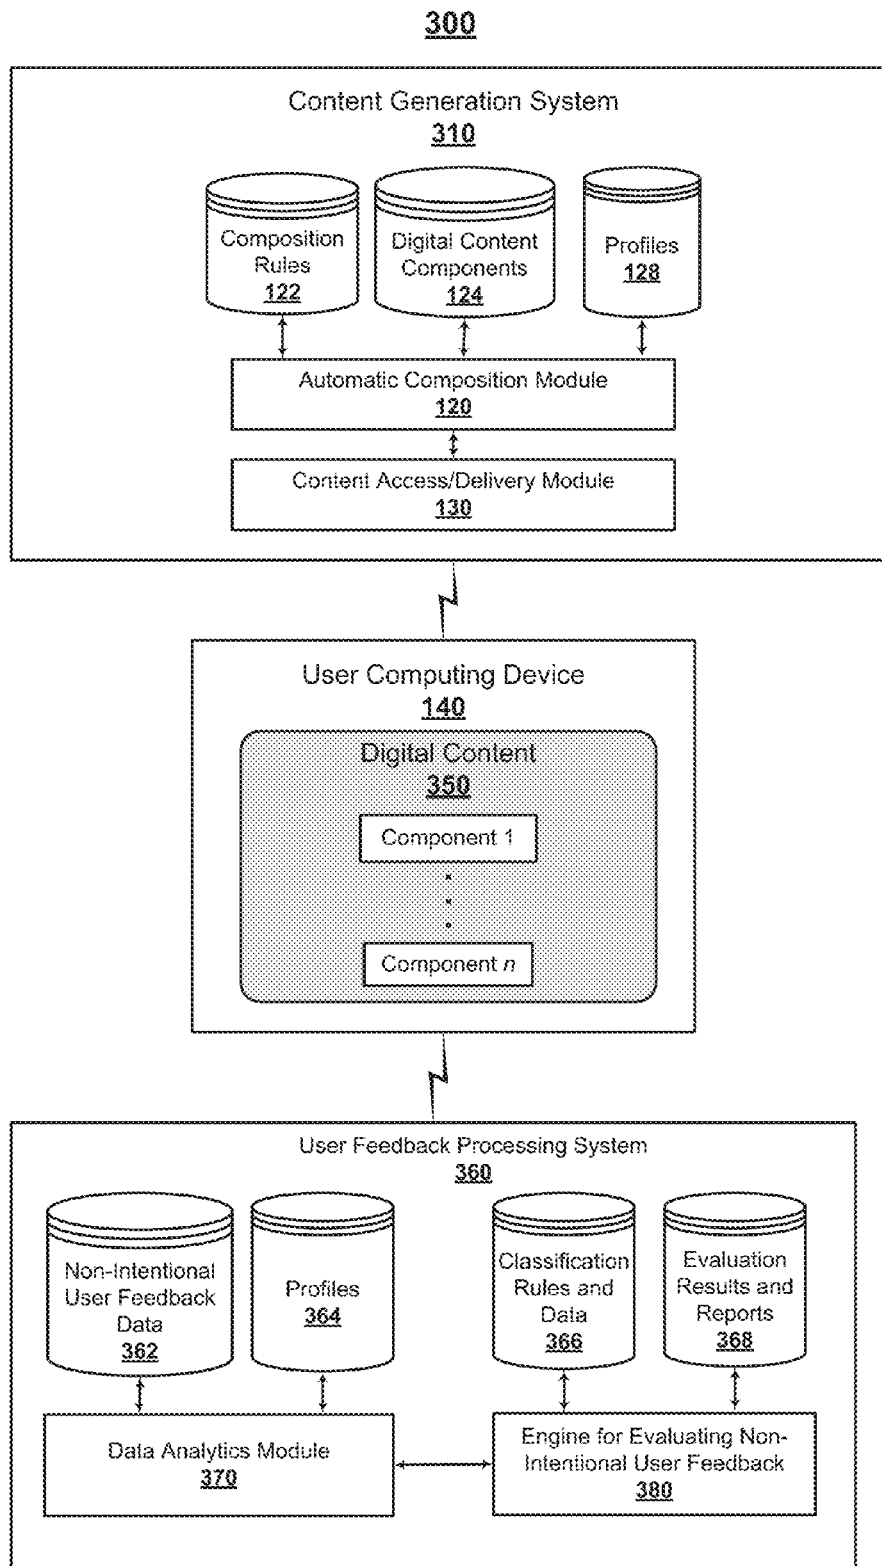 300
Content Generation System
310
Composition
Rules
122
Digital Content
Components
124
Profiles
128
Automatic Composition Module
120
Content Access/Delivery Module
130
User Computing Device
140
Digital Content
350
Component 1
Component n
User Feedback Processing System
360
Non-Intentional
User Feedback
Data
362
Profiles
364
Classification
Rules and
Data
366
Evaluation
Results and
Reports
368
Data Analytics Module
370
Engine for Evaluating Non-
Intentional User Feedback
380